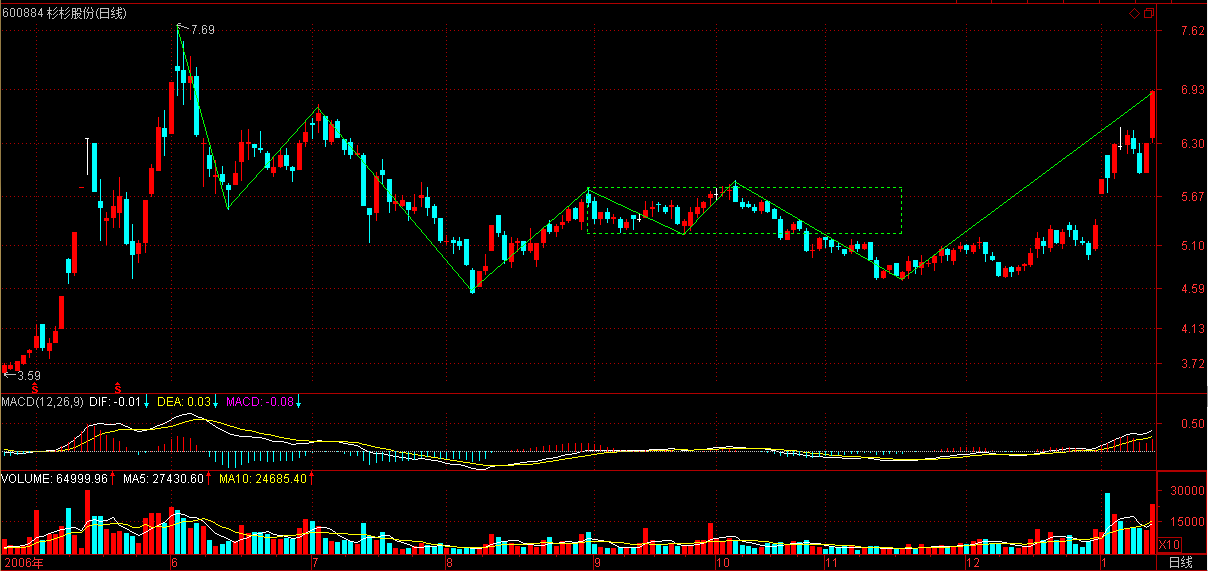 600884 杉杉股份(日线)
7.69
7.62
6.93
6.30
5.67
5.10
4.59
4.13
3.72
3.59
S
S
MACD(12,26,9) DIF: -0.01↓ DEA: 0.03↓ MACD: -0.08↓
0.50
VOLUME: 64999.96↑ MA5: 27430.60↑ MA10: 24685.40↑
30000
15000
X10
2006年 6 7 8 9 10 11 12 1 日线